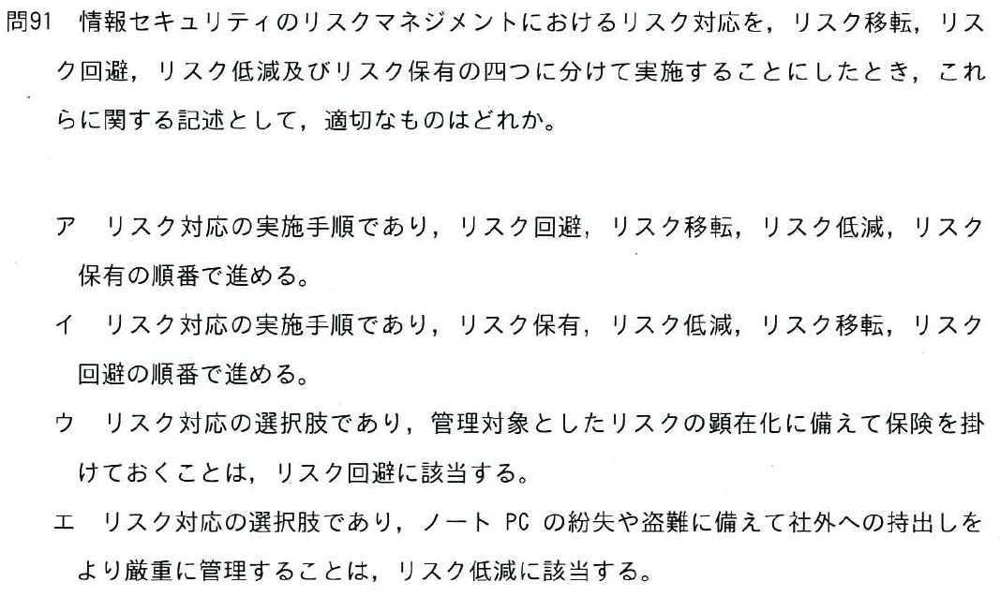 問91 情報セキュリティのリスクマネジメントにおけるリスク対応を，リスク移転，リス
ク回避，リスク低減及びリスク保有の四つに分けて実施することにしたとき，これ
らに関する記述として，適切なものはどれか。
ア リスク対応の実施手順であり，リスク回避，リスク移転，リスク低減，リスク
保有の順番で進める。
イ リスク対応の実施手順であり，リスク保有，リスク低減，リスク移転，リスク
回避の順番で進める。
ウ リスク対応の選択肢であり，管理対象としたリスクの顕在化に備えて保険を掛
けておくことは，リスク回避に該当する。
エ リスク対応の選択肢であり，ノート PC の紛失や盗難に備えて社外への持出しを
より厳重に管理することは，リスク低減に該当する。